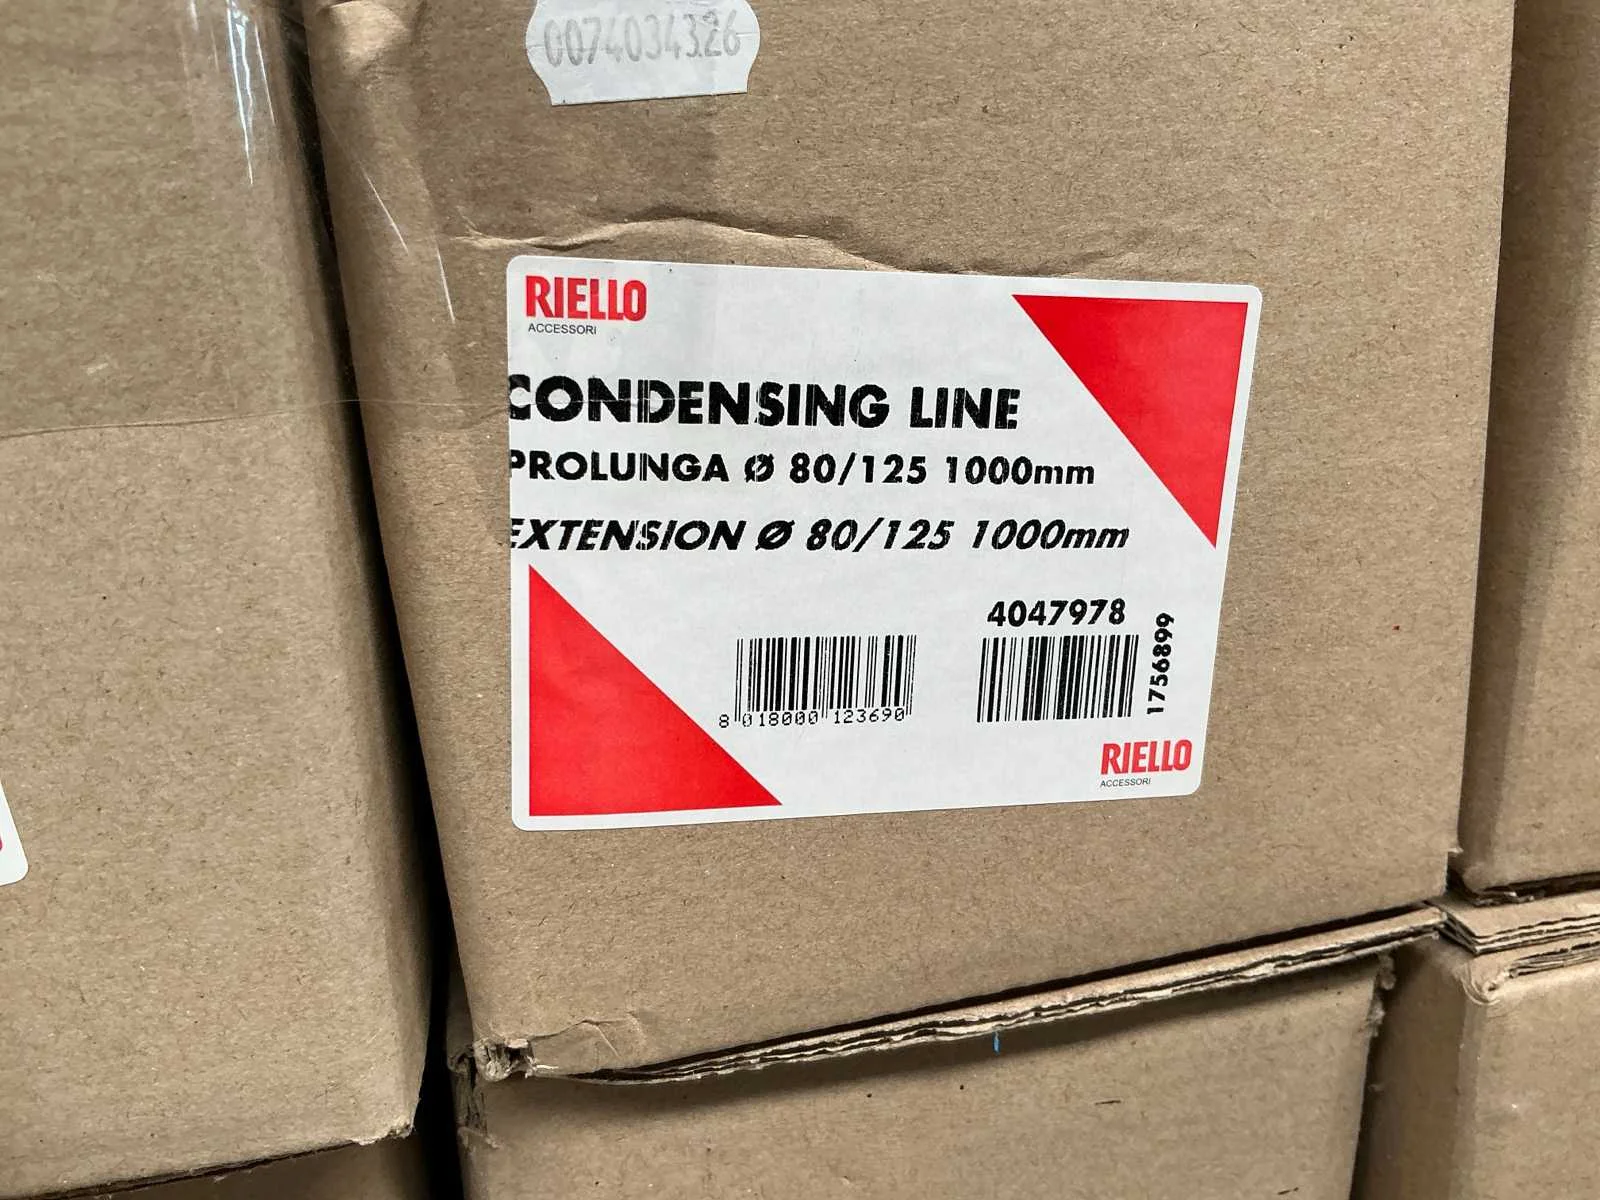 0074034326
RIELLO
ACCESSORI
CONDENSING LINE
PROLUNGA Ø 80/125 1000mm
EXTENSION Ø 80/125 1000mm
4047978
1756899
8 018000 123690
RIELLO
ACCESSORI